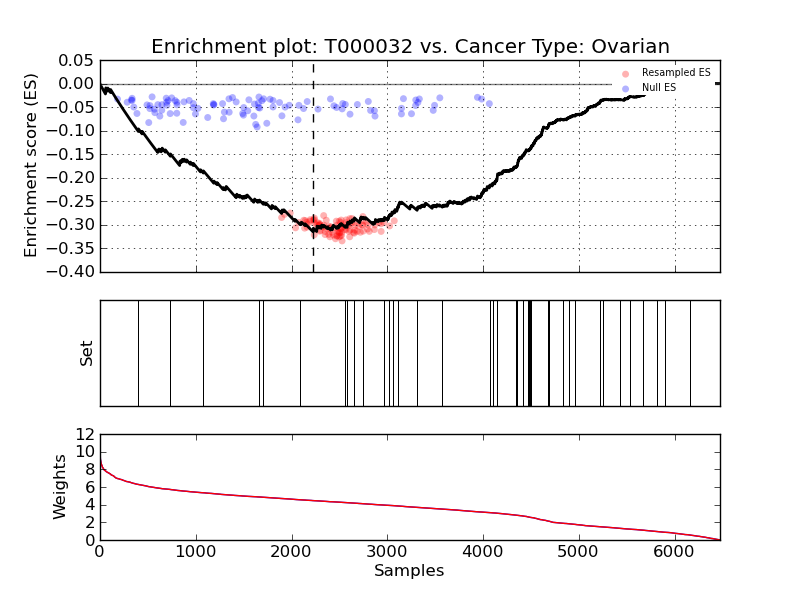 Enrichment plot: T000032 vs. Cancer Type: Ovarian
Enrichment score (ES)
0.05
0.00
−0.05
−0.10
−0.15
−0.20
−0.25
−0.30
−0.35
−0.40
Resampled ES
Null ES
Set
Weights
12
10
8
6
4
2
0
0 1000 2000 3000 4000 5000 6000
Samples